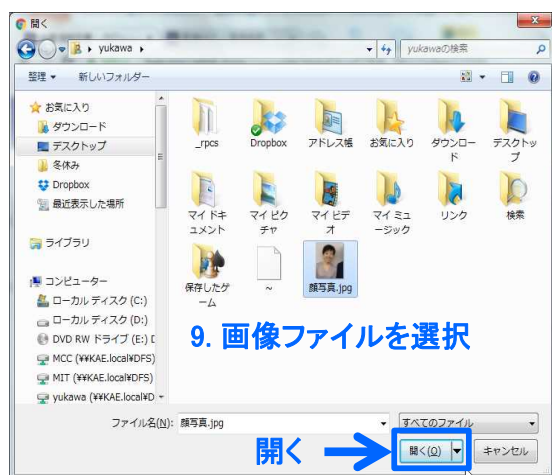 開く
yukawa
yukawaの検索
整理
新しいフォルダー
お気に入り
ダウンロード
デスクトップ
冬休み
Dropbox
最近表示した場所
ライブラリ
コンピューター
ローカル ディスク (C:)
ローカル ディスク (D:)
DVD RW ドライブ (E:) D
MCC (¥¥KAE.local¥DFS)
MIT (¥¥KAE.local¥DFS)
yukawa (¥¥KAE.local¥D
_rpcs
Dropbox
アドレス帳
お気に入り
ダウンロー
ド
デスクトッ
プ
マイ ドキ
ュメント
マイ ピク
チャ
マイ ビデ
オ
マイ ミュ
ージック
リンク
検索
保存したゲ
ーム
~
顔写真.jpg
9. 画像ファイルを選択
ファイル名(N):
顔写真.jpg
すべてのファイル
開く
開く(O)
キャンセル